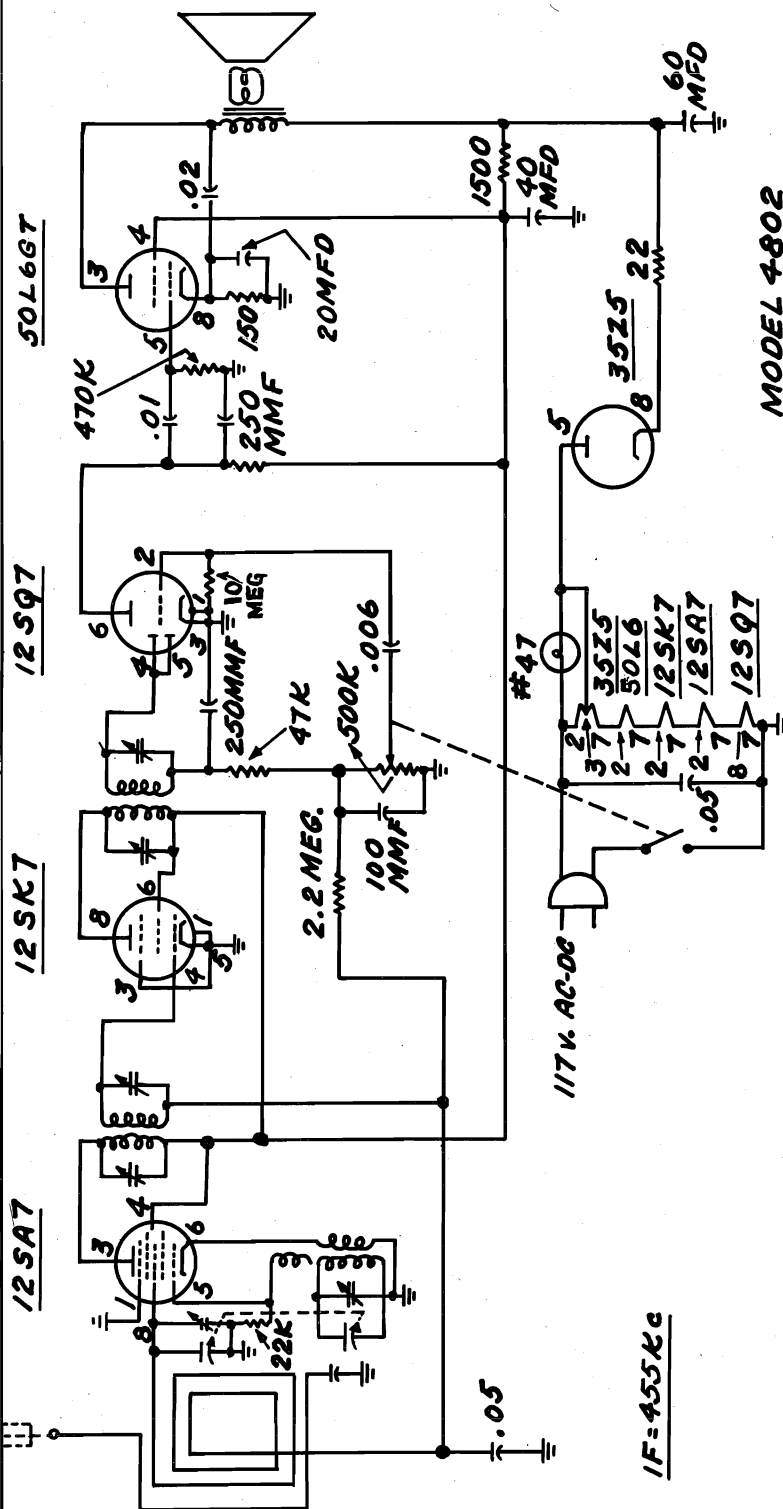 12SA7
12SK7
12SQ7
50L6GT
3
4
1
8
5
6
22K
.05
8
6
3
4
1
5
6
4
5
3
1
2
10
MEG
250MMF
47K
500K
2.2 MEG.
100
MMF
.006
470K
.01
250
MMF
3
4
5
8
150
20MFD
.02
1500
40
MFD
60
MFD
117V. AC-DC
#47
2
3
7
2
7
2
7
2
7
8
7
35Z5
50L6
12SK7
12SA7
12SQ7
.05
5
8
35Z5
22
IF=455Kc
MODEL 4802